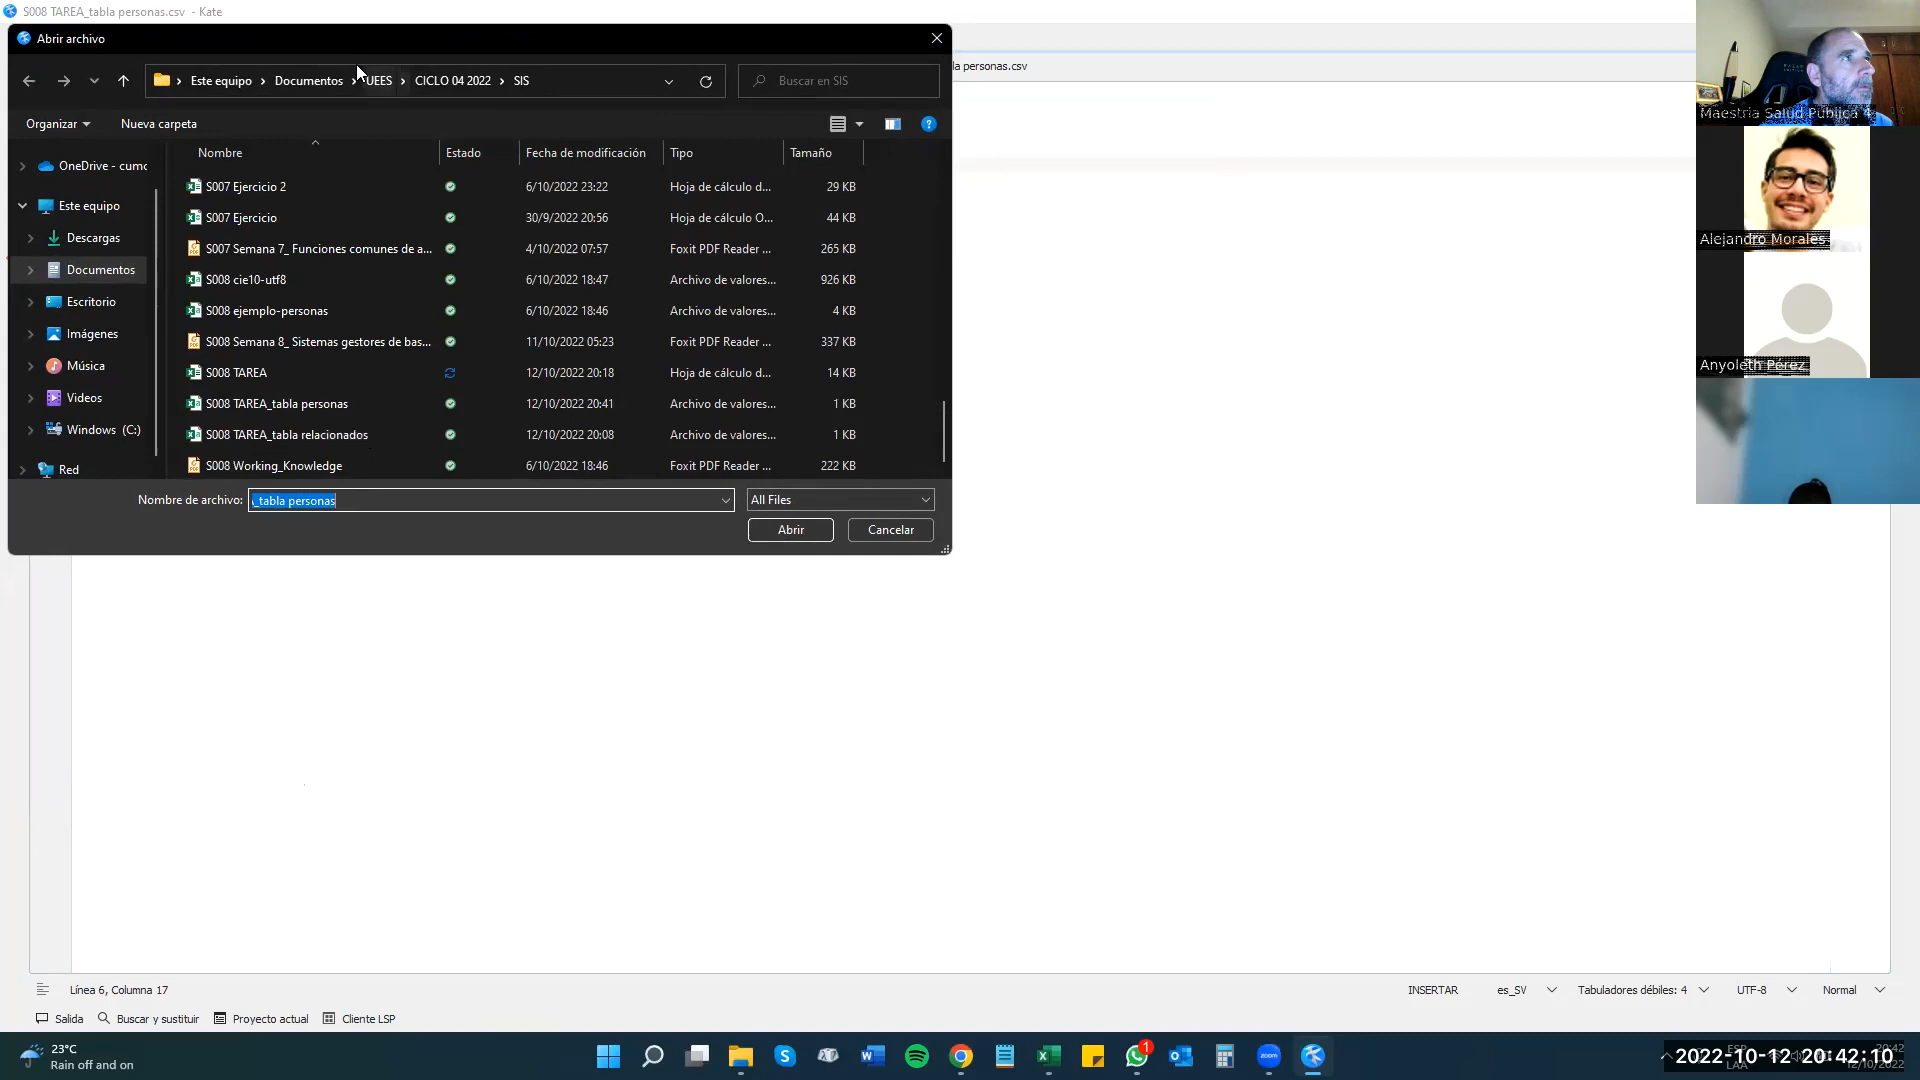 S008 TAREA_tabla personas.csv - Kate
Abrir archivo
Este equipo > Documentos > UEES > CICLO 04 2022 > SIS
Buscar en SIS
Organizar
Nueva carpeta
Nombre Estado Fecha de modificación Tipo Tamaño
S007 Ejercicio 2 6/10/2022 23:22 Hoja de cálculo d... 29 KB
S007 Ejercicio 30/9/2022 20:56 Hoja de cálculo O... 44 KB
S007 Semana 7_ Funciones comunes de a... 4/10/2022 07:57 Foxit PDF Reader ... 265 KB
S008 cie10-utf8 6/10/2022 18:47 Archivo de valores... 926 KB
S008 ejemplo-personas 6/10/2022 18:46 Archivo de valores... 4 KB
S008 Semana 8_ Sistemas gestores de bas... 11/10/2022 05:23 Foxit PDF Reader ... 337 KB
S008 TAREA 12/10/2022 20:18 Hoja de cálculo d... 14 KB
S008 TAREA_tabla personas 12/10/2022 20:41 Archivo de valores... 1 KB
S008 TAREA_tabla relacionados 12/10/2022 20:08 Archivo de valores... 1 KB
S008 Working_Knowledge 6/10/2022 18:46 Foxit PDF Reader ... 222 KB
OneDrive - cumc
Este equipo
Descargas
Documentos
Escritorio
Imágenes
Música
Videos
Windows (C:)
Red
Nombre de archivo:
_tabla personas
All Files
Abrir
Cancelar
la personas.csv
Maestria Salud Publica 4
Alejandro Morales
Anyoleth Pérez
Línea 6, Columna 17
INSERTAR
es_SV
Tabuladores débiles: 4
UTF-8
Normal
Salida
Buscar y sustituir
Proyecto actual
Cliente LSP
23°C
Rain off and on
1
zoom
ESP
LAA
20:42
12/10/2022
2022-10-12 20:42:10